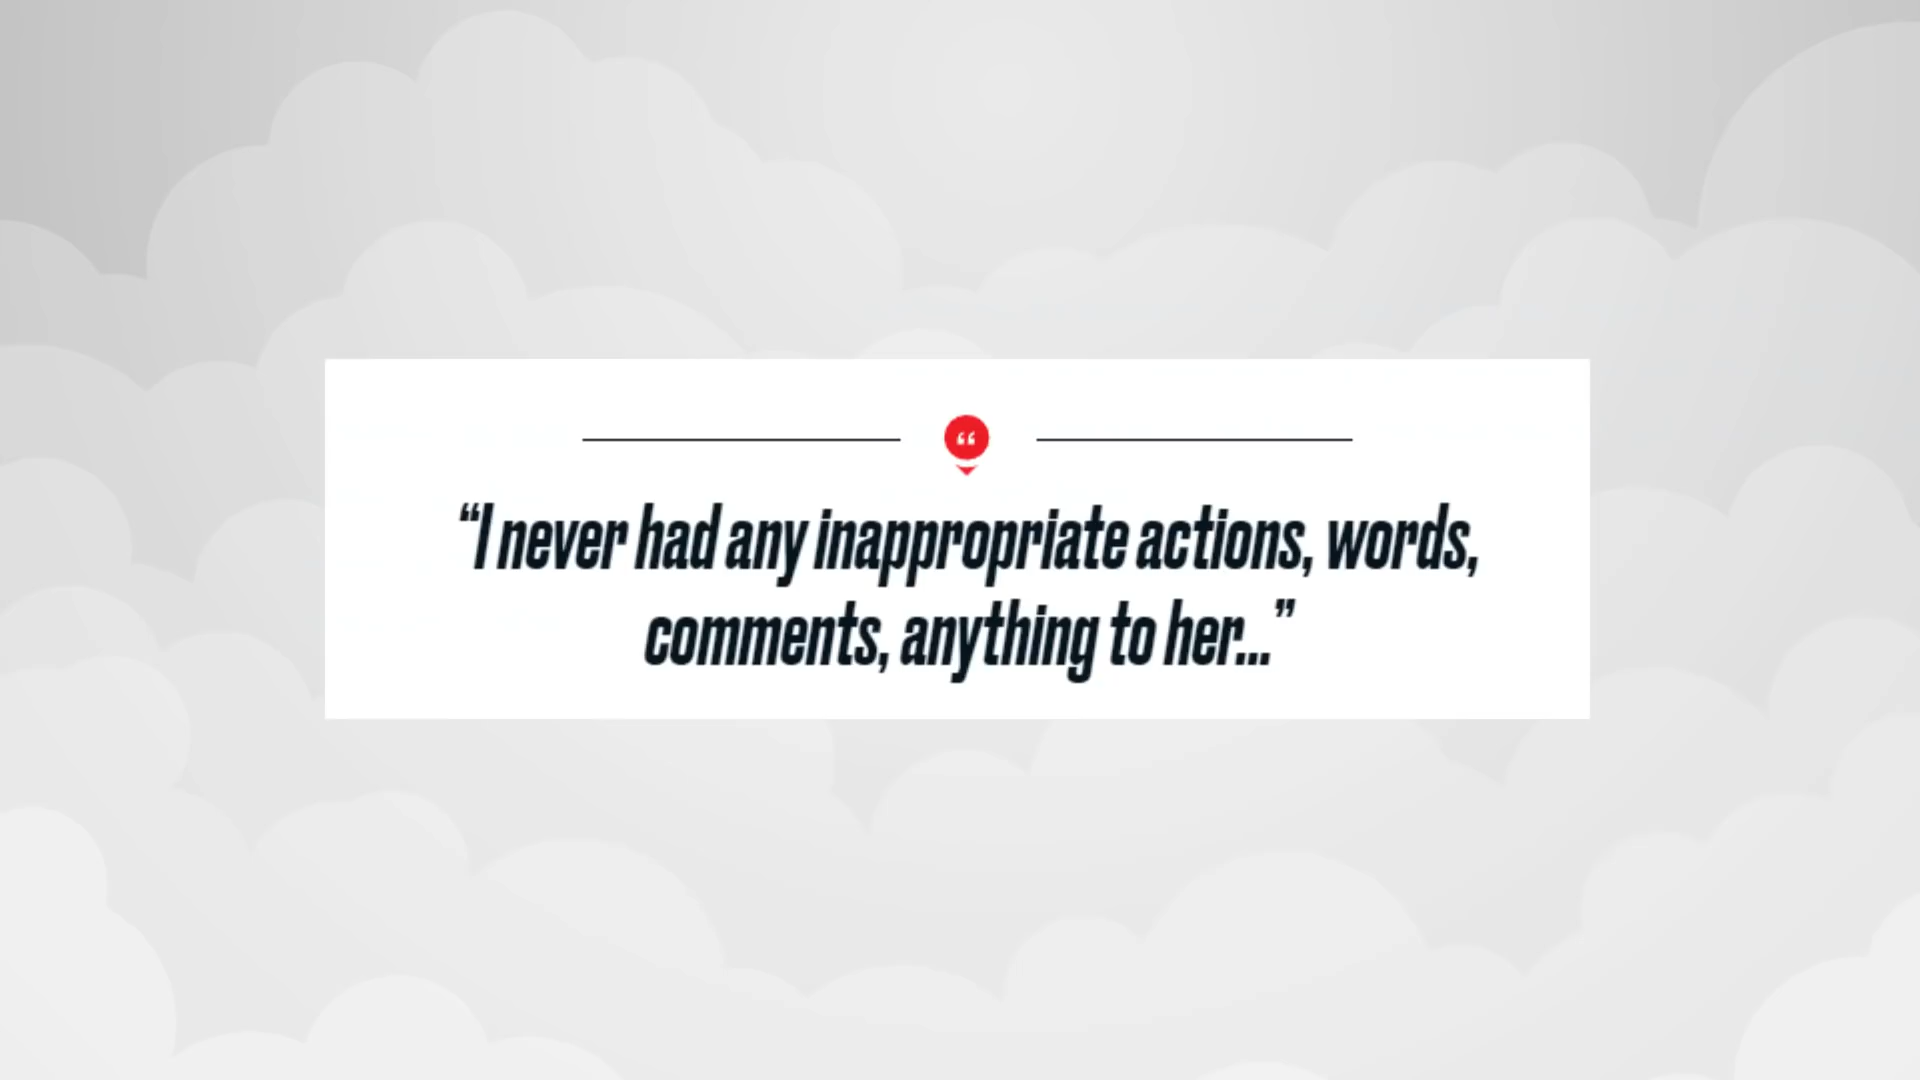 “I never had any inappropriate actions, words,
comments, anything to her...”